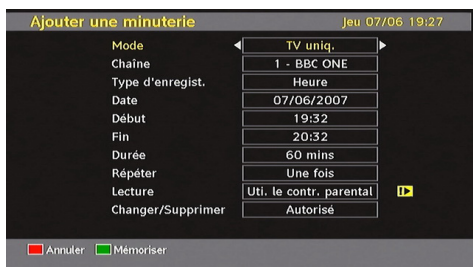 Ajouter une minuterie Jeu 07/06 19:27
Mode TV uniq.
Chaîne 1 - BBC ONE
Type d'enregist. Heure
Date 07/06/2007
Début 19:32
Fin 20:32
Durée 60 mins
Répéter Une fois
Lecture Uti. le contr. parental
Changer/Supprimer Autorisé
Annuler Mémoriser